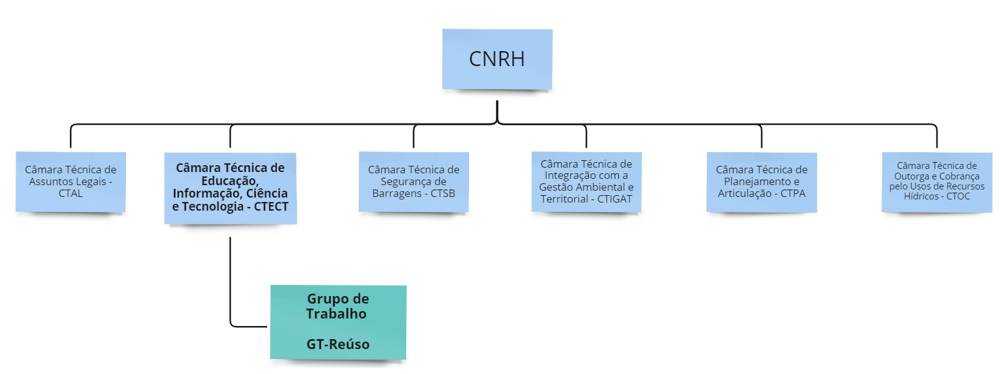 CNRH
Câmara Técnica de
Assuntos Legais -
CTAL
Câmara Técnica de
Educação,
Informação, Ciência
e Tecnologia - CTECT
Câmara Técnica de
Segurança de
Barragens - CTSB
Câmara Técnica de
Integração com a
Gestão Ambiental e
Territorial - CTIGAT
Câmara Técnica de
Planejamento e
Articulação - CTPA
Câmara Técnica de
Outorga e Cobrança
pelo Usos de Recursos
Hídricos - CTOC
Grupo de
Trabalho
GT-Reúso